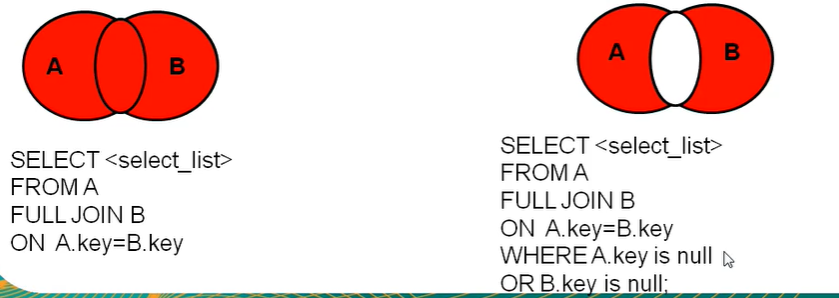 A B
SELECT <select_list>
FROM A
FULL JOIN B
ON A.key=B.key
A B
SELECT <select_list>
FROM A
FULL JOIN B
ON A.key=B.key
WHERE A.key is null
OR B.key is null;